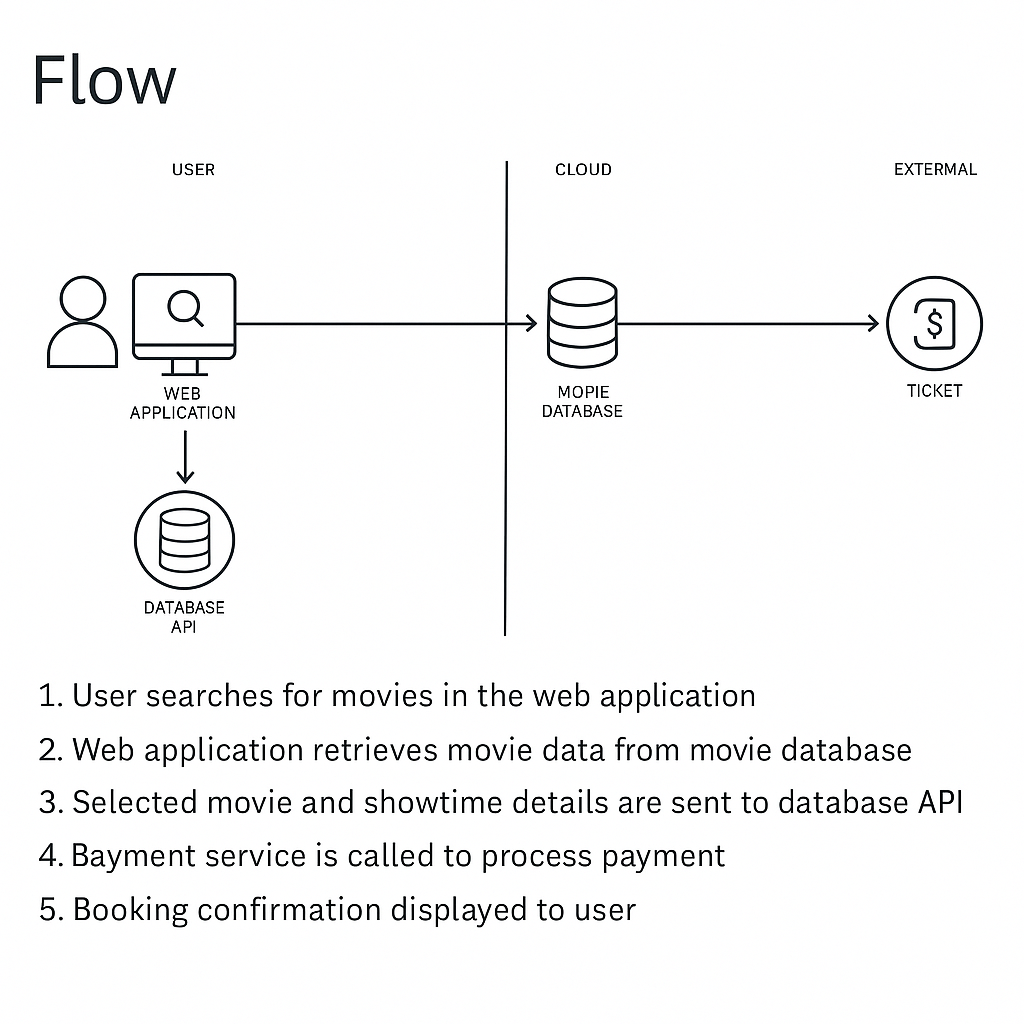 Flow
USER
CLOUD
EXTERMAL
WEB
APPLICATION
MOPIE
DATABASE
$
TICKET
DATABASE
API
1. User searches for movies in the web application
2. Web application retrieves movie data from movie database
3. Selected movie and showtime details are sent to database API
4. Bayment service is called to process payment
5. Booking confirmation displayed to user